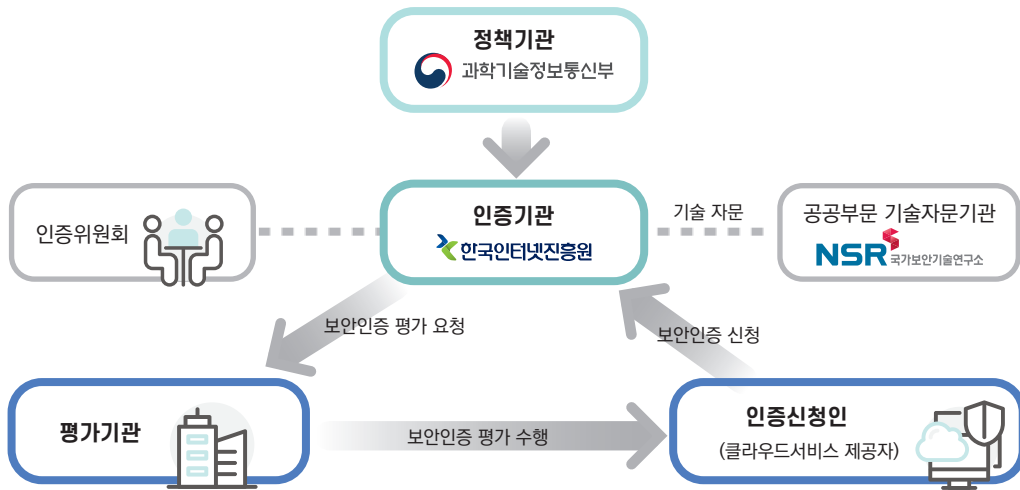 정책기관
과학기술정보통신부
인증위원회
인증기관
한국인터넷진흥원
기술 자문
공공부문 기술자문기관
NSR 국가보안기술연구소
보안인증 평가 요청
보안인증 신청
평가기관
보안인증 평가 수행
인증신청인
(클라우드서비스 제공자)